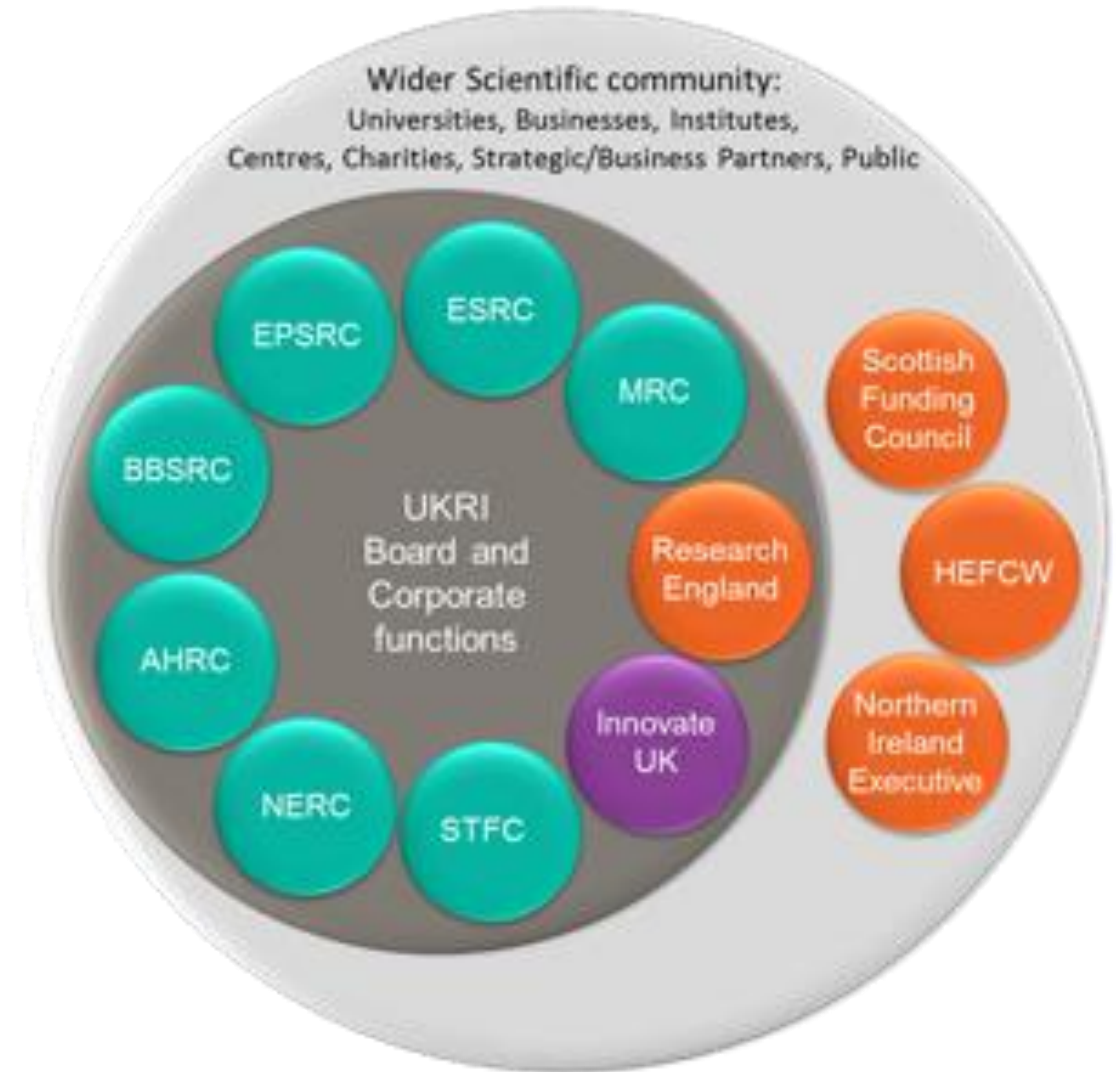 Wider Scientific community:
Universities, Businesses, Institutes,
Centres, Charities, Strategic/Business Partners, Public
ESRC
EPSRC
MRC
BBSRC
UKRI
Board and
Corporate
functions
Research
England
AHRC
Innovate
UK
NERC
STFC
Scottish
Funding
Council
HEFCW
Northern
Ireland
Executive